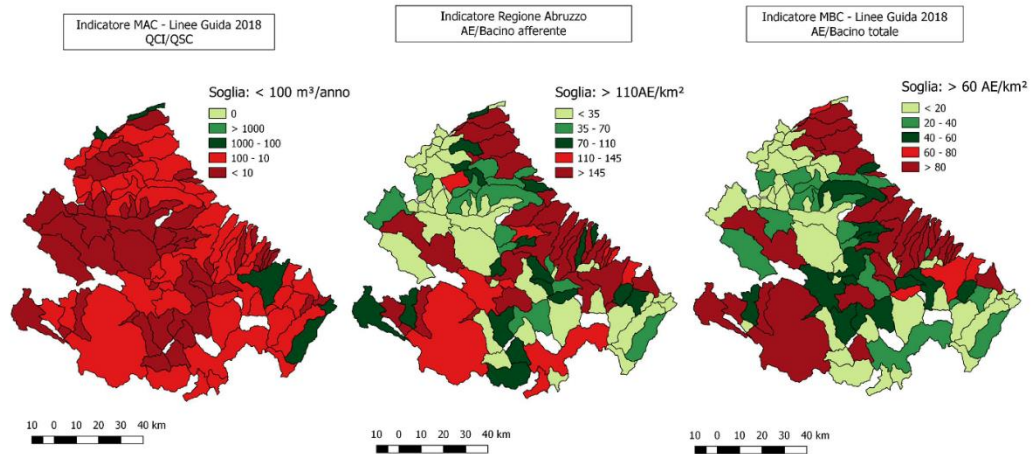 Indicatore MAC - Linee Guida 2018
QCI/QSC
Soglia: < 100 m³/anno
0
> 1000
1000 - 100
100 - 10
< 10
10 0 10 20 30 40 km
Indicatore Regione Abruzzo
AE/Bacino afferente
Soglia: > 110AE/km²
< 35
35 - 70
70 - 110
110 - 145
> 145
10 0 10 20 30 40 km
Indicatore MBC - Linee Guida 2018
AE/Bacino totale
Soglia: > 60 AE/km²
< 20
20 - 40
40 - 60
60 - 80
> 80
10 0 10 20 30 40 km